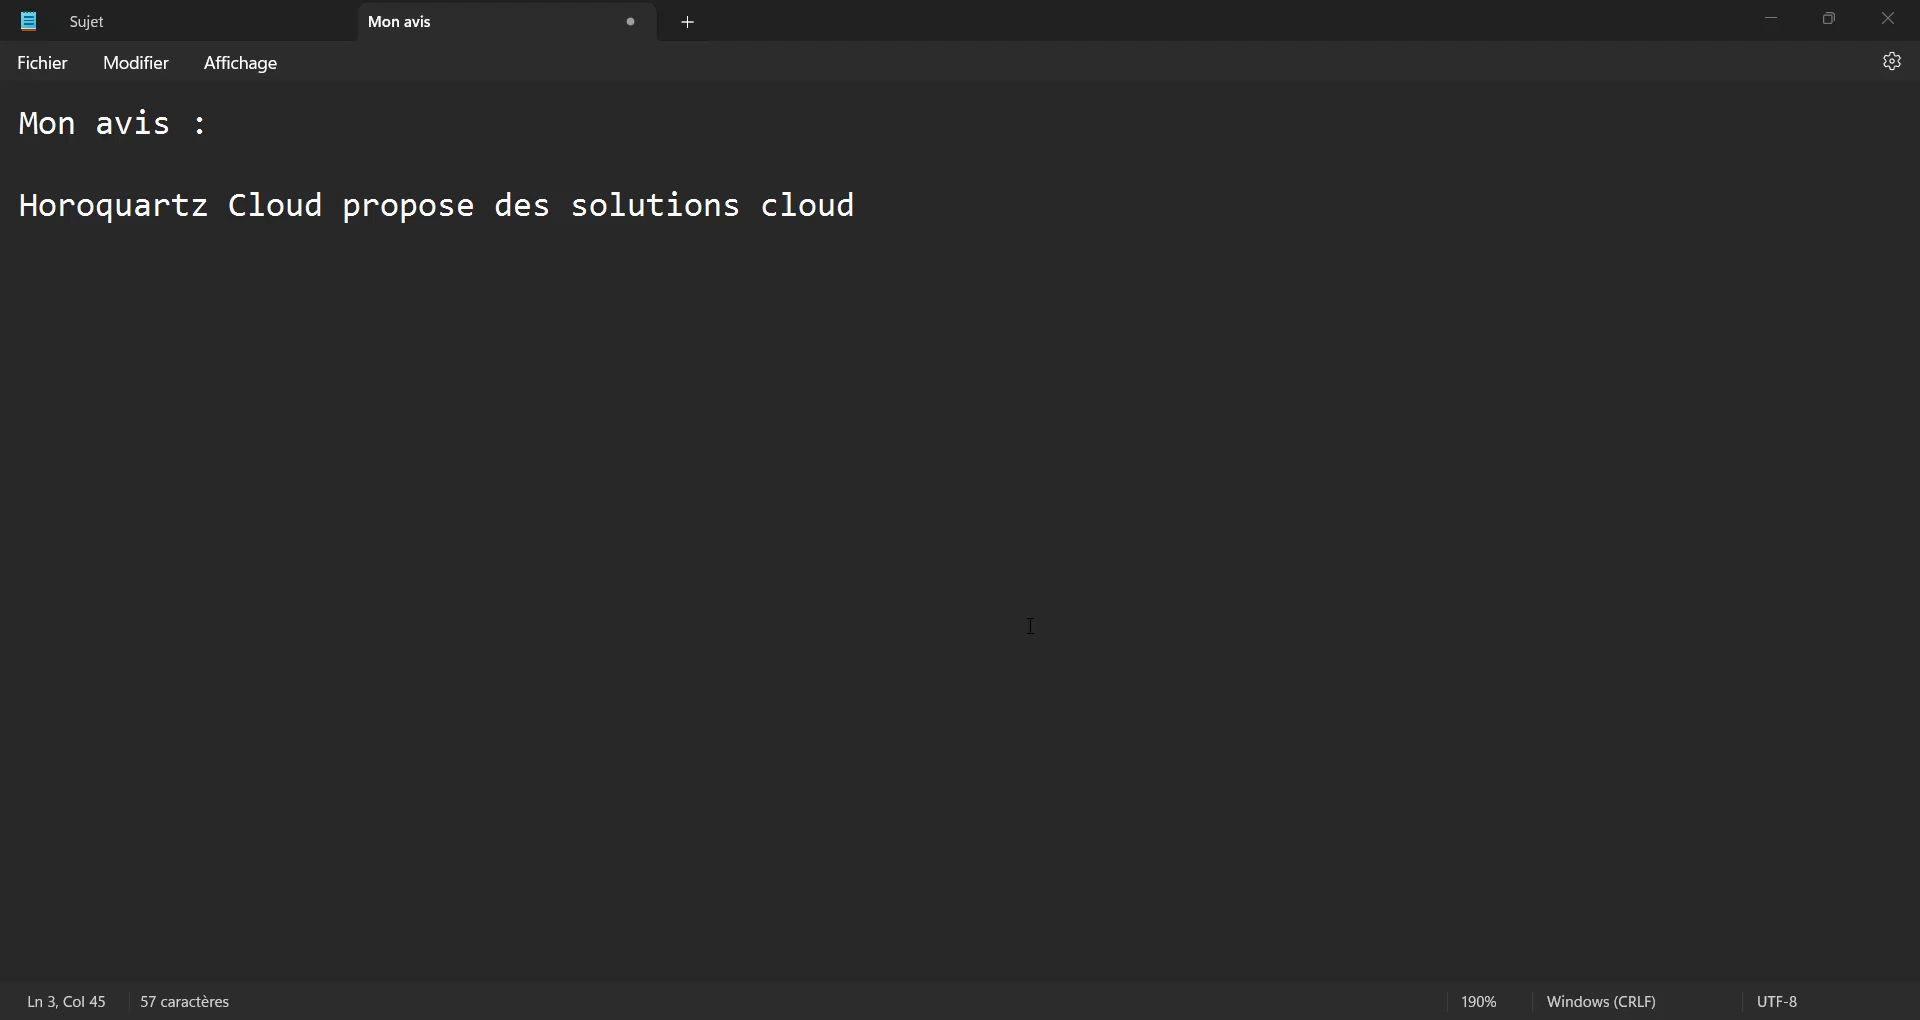 Sujet
Mon avis
Fichier Modifier Affichage
Mon avis :
Horoquartz Cloud propose des solutions cloud
Ln 3, Col 45 57 caractères 190% Windows (CRLF) UTF-8